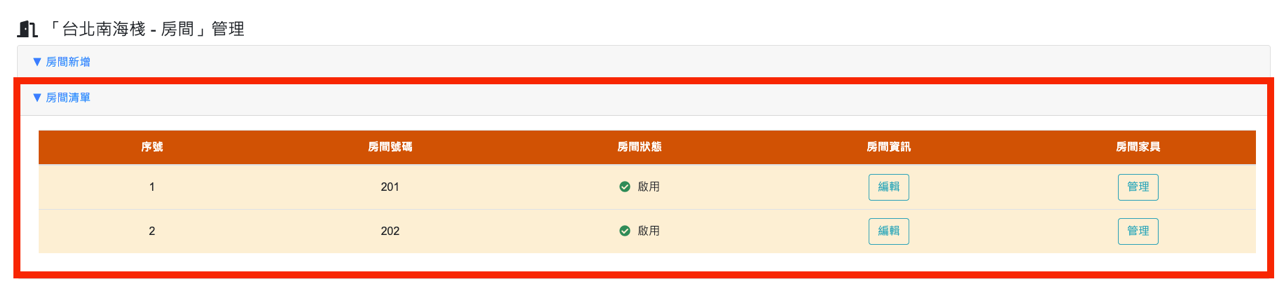 「台北南海棧 - 房間」管理
▼ 房間新增
▼ 房間清單
序號 房間號碼 房間狀態 房間資訊 房間家具
1 201 啟用 編輯 管理
2 202 啟用 編輯 管理